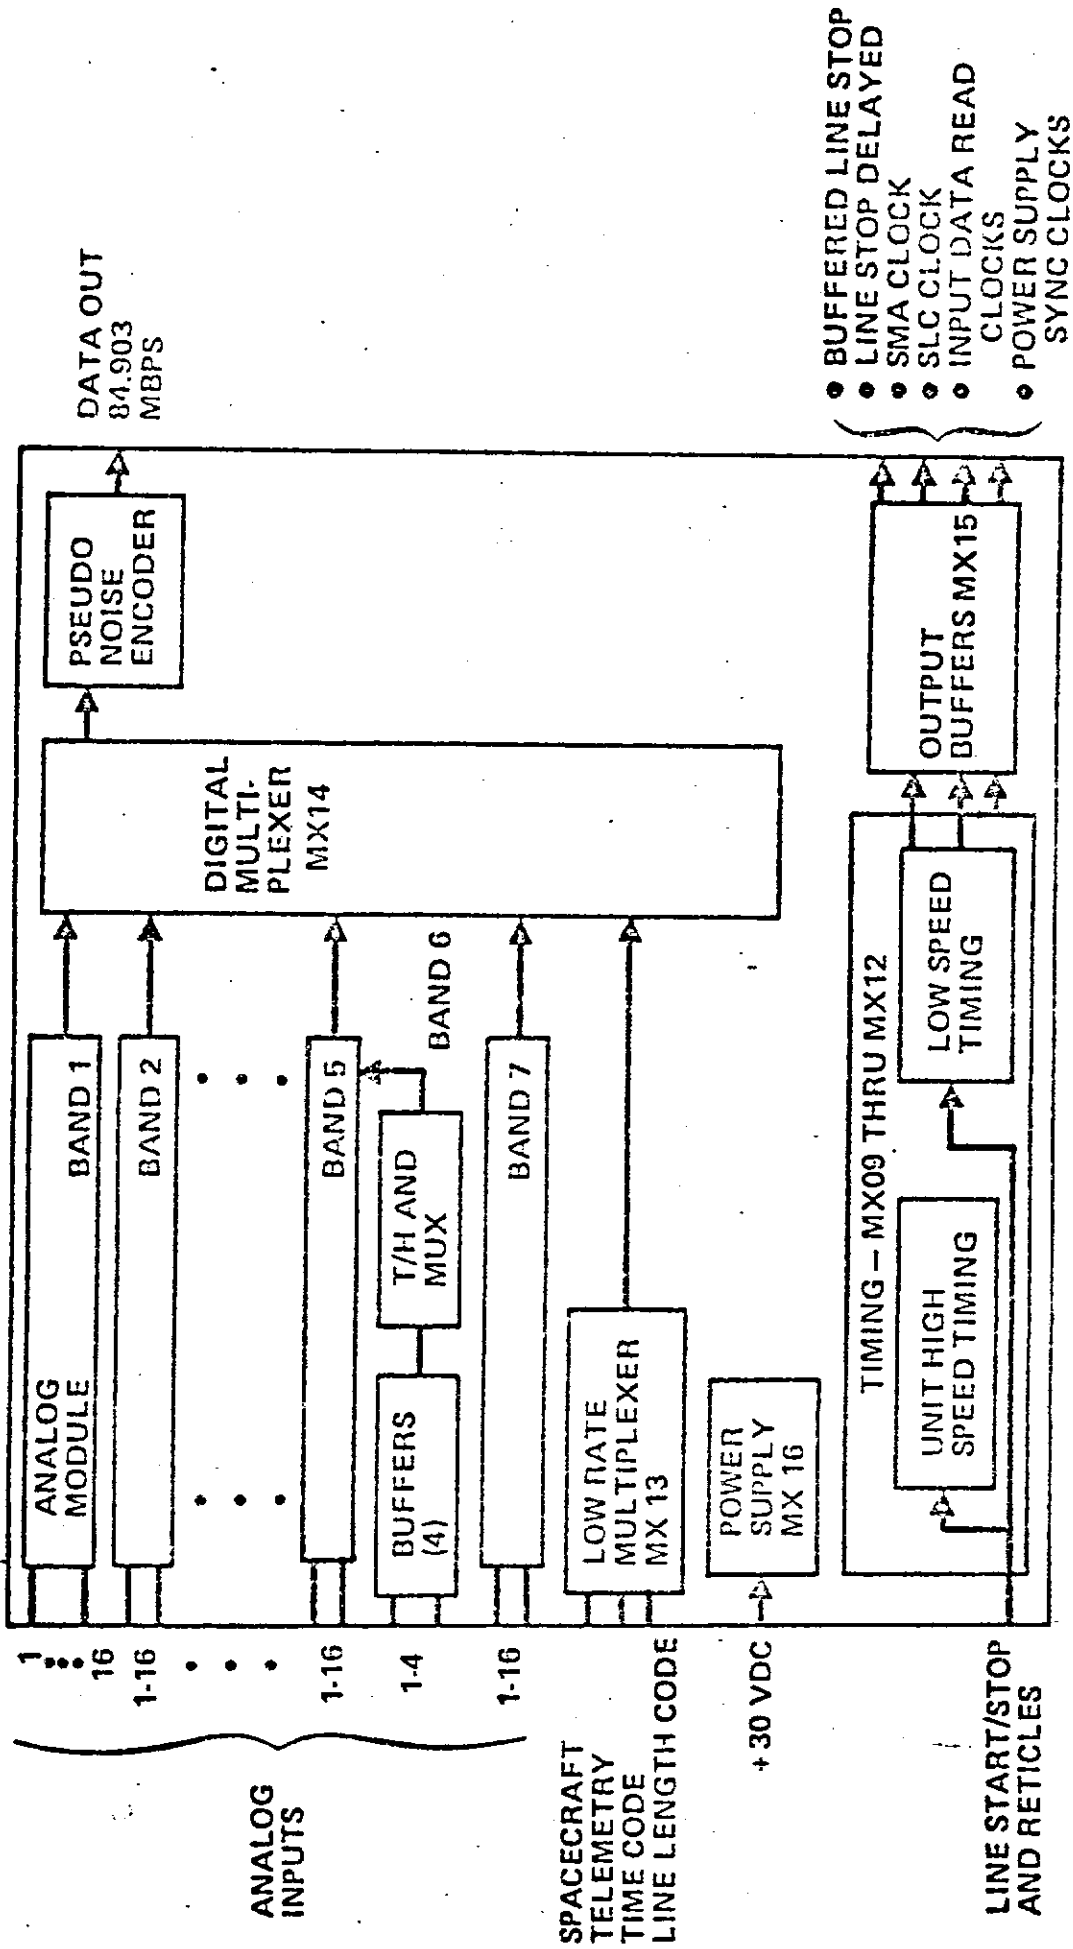 ANALOG
INPUTS
1
16
1-16
1-16
1-4
1-16
SPACECRAFT
TELEMETRY
TIME CODE
LINE LENGTH CODE
+30 VDC
LINE START/STOP
AND RETICLES
ANALOG
MODULE
BAND 1
BAND 2
BAND 5
BUFFERS
(4)
T/H AND
MUX
BAND 6
BAND 7
LOW RATE
MULTIPLEXER
MX 13
POWER
SUPPLY
MX 16
TIMING – MX09 THRU MX12
UNIT HIGH
SPEED TIMING
LOW SPEED
TIMING
DIGITAL
MULTI-
PLEXER
MX14
PSEUDO
NOISE
ENCODER
OUTPUT
BUFFERS MX15
DATA OUT
84.903
MBPS
• BUFFERED LINE STOP
• LINE STOP DELAYED
• SMA CLOCK
• SLC CLOCK
• INPUT DATA READ
CLOCKS
• POWER SUPPLY
SYNC CLOCKS